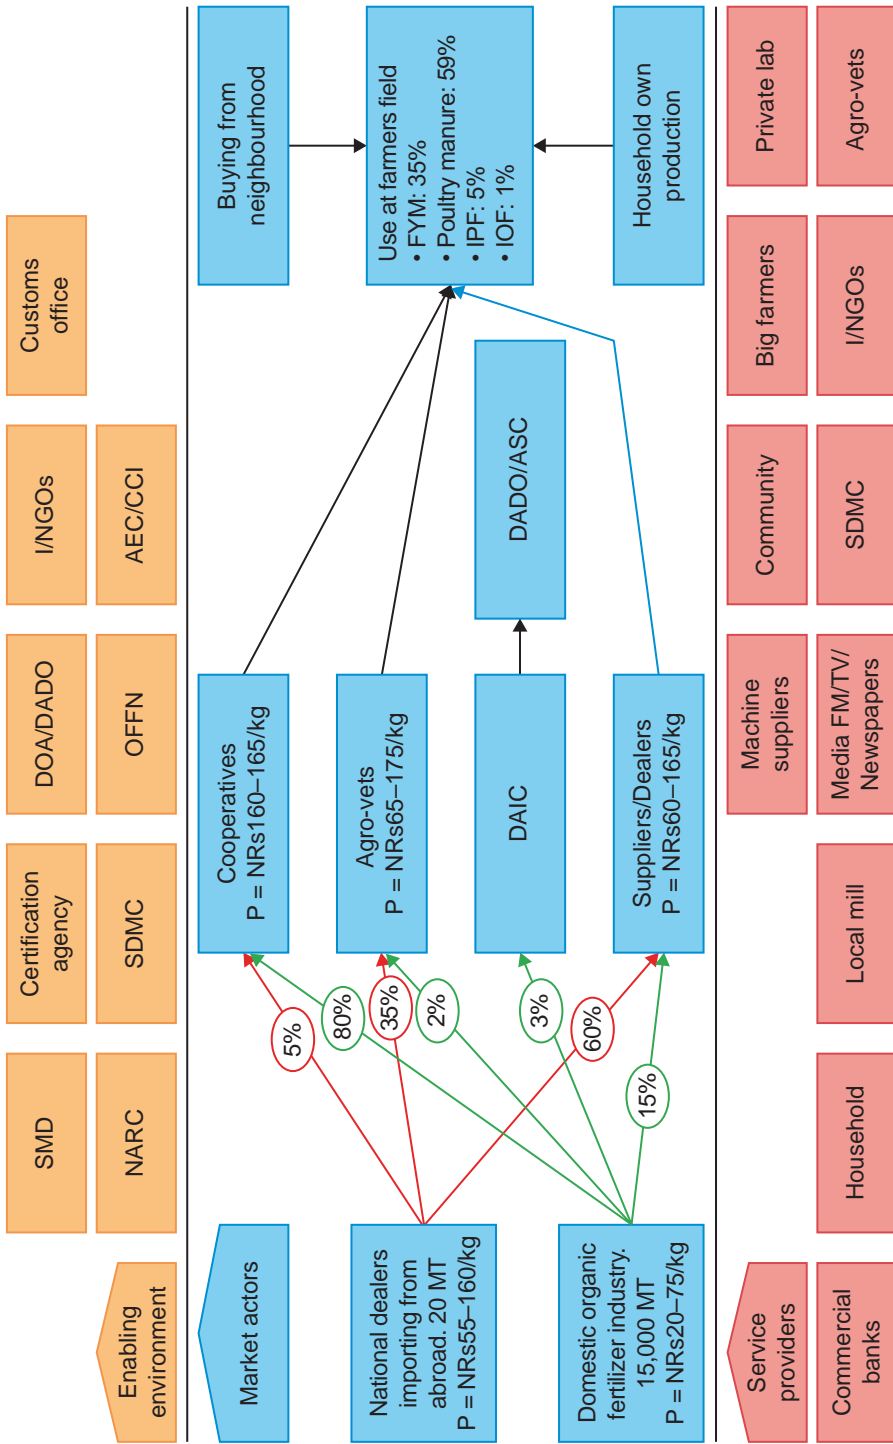 Enabling
environment
SMD
Certification
agency
DOA/DADO
I/NGOs
Customs
office
NARC
SDMC
OFFN
AEC/CCI
Market actors
National dealers
importing from
abroad. 20 MT
P = NRs55–160/kg
Domestic organic
fertilizer industry.
15,000 MT
P = NRs20–75/kg
5%
80%
35%
2%
3%
60%
15%
Cooperatives
P = NRs160–165/kg
Agro-vets
P = NRs65–175/kg
DAIC
Suppliers/Dealers
P = NRs60–165/kg
DADO/ASC
Buying from
neighbourhood
Use at farmers field
• FYM: 35%
• Poultry manure: 59%
• IPF: 5%
• IOF: 1%
Household own
production
Service
providers
Machine
suppliers
Community
Big farmers
Private lab
Commercial
banks
Household
Local mill
Media FM/TV/
Newspapers
SDMC
I/NGOs
Agro-vets